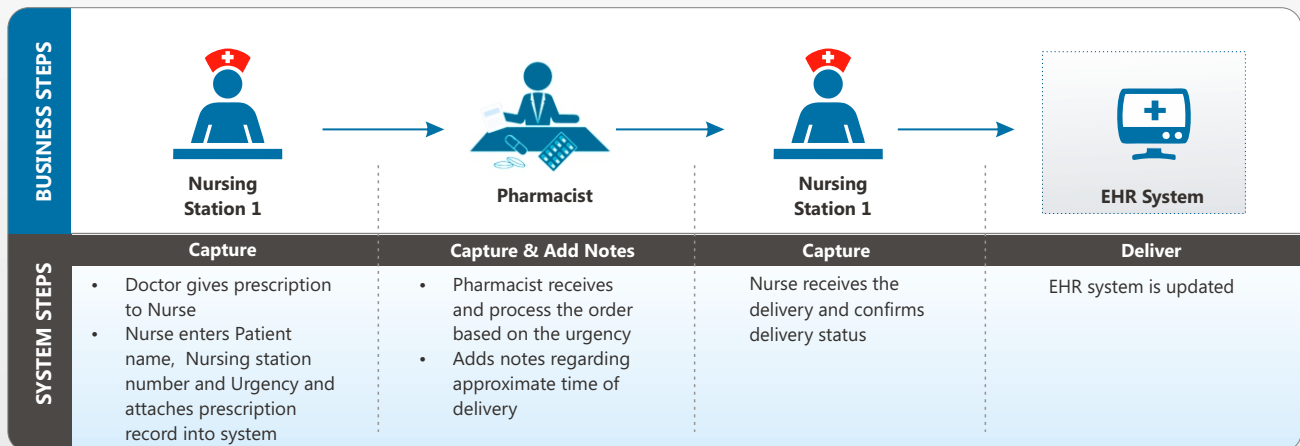 BUSINESS STEPS
Nursing
Station 1
Pharmacist
Nursing
Station 1
EHR System
SYSTEM STEPS
Capture
• Doctor gives prescription
to Nurse
• Nurse enters Patient
name, Nursing station
number and Urgency and
attaches prescription
record into system
Capture & Add Notes
• Pharmacist receives
and process the order
based on the urgency
• Adds notes regarding
approximate time of
delivery
Capture
Nurse receives the
delivery and confirms
delivery status
Deliver
EHR system is updated